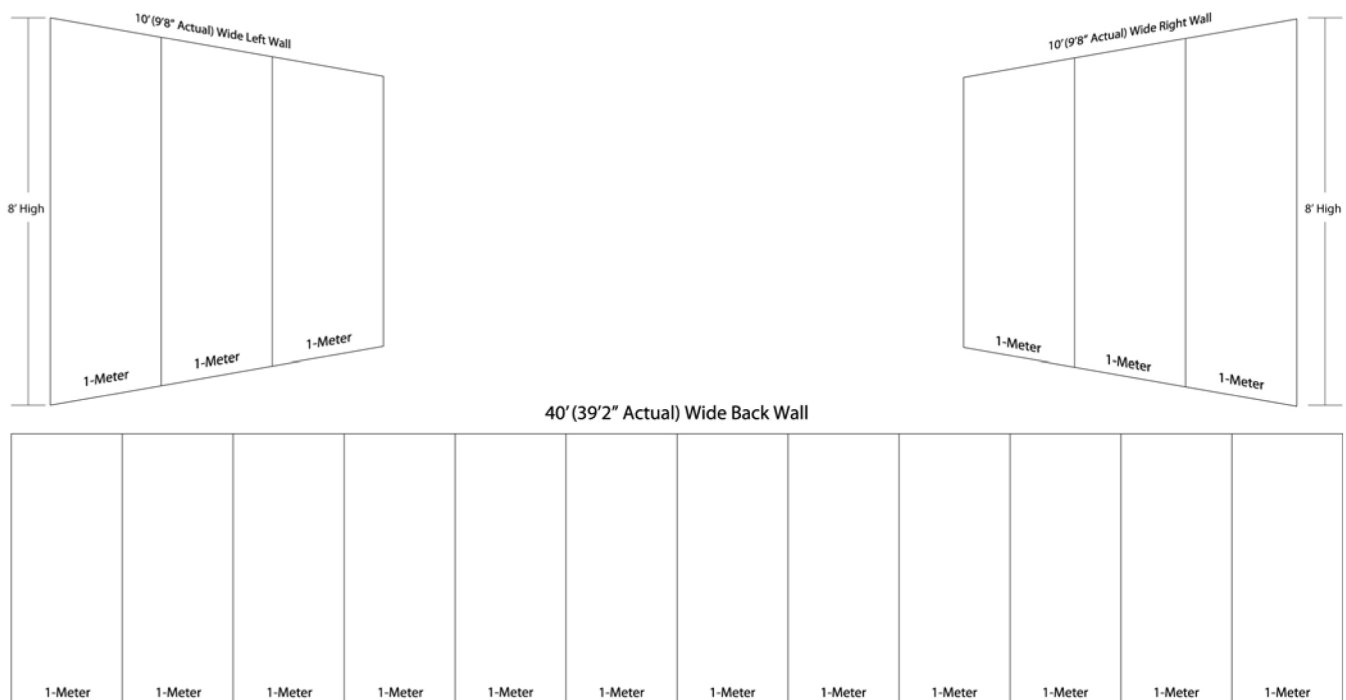 10' (9'8" Actual) Wide Left Wall
10' (9'8" Actual) Wide Right Wall
8' High
8' High
1-Meter
1-Meter
1-Meter
1-Meter
1-Meter
1-Meter
40' (39'2" Actual) Wide Back Wall
1-Meter
1-Meter
1-Meter
1-Meter
1-Meter
1-Meter
1-Meter
1-Meter
1-Meter
1-Meter
1-Meter
1-Meter